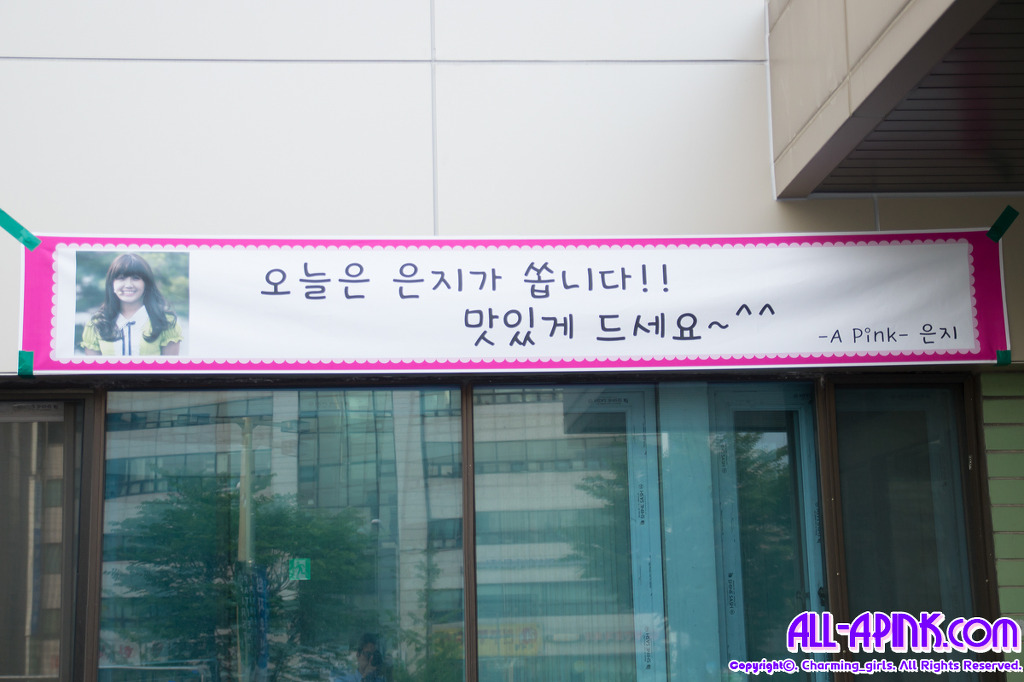 오늘은 은지가 쏩니다!!
맛있게 드세요~^^
-A Pink- 은지
ALL-APINK.COM
Copyright©. Charming_girls. All Rights Reserved.